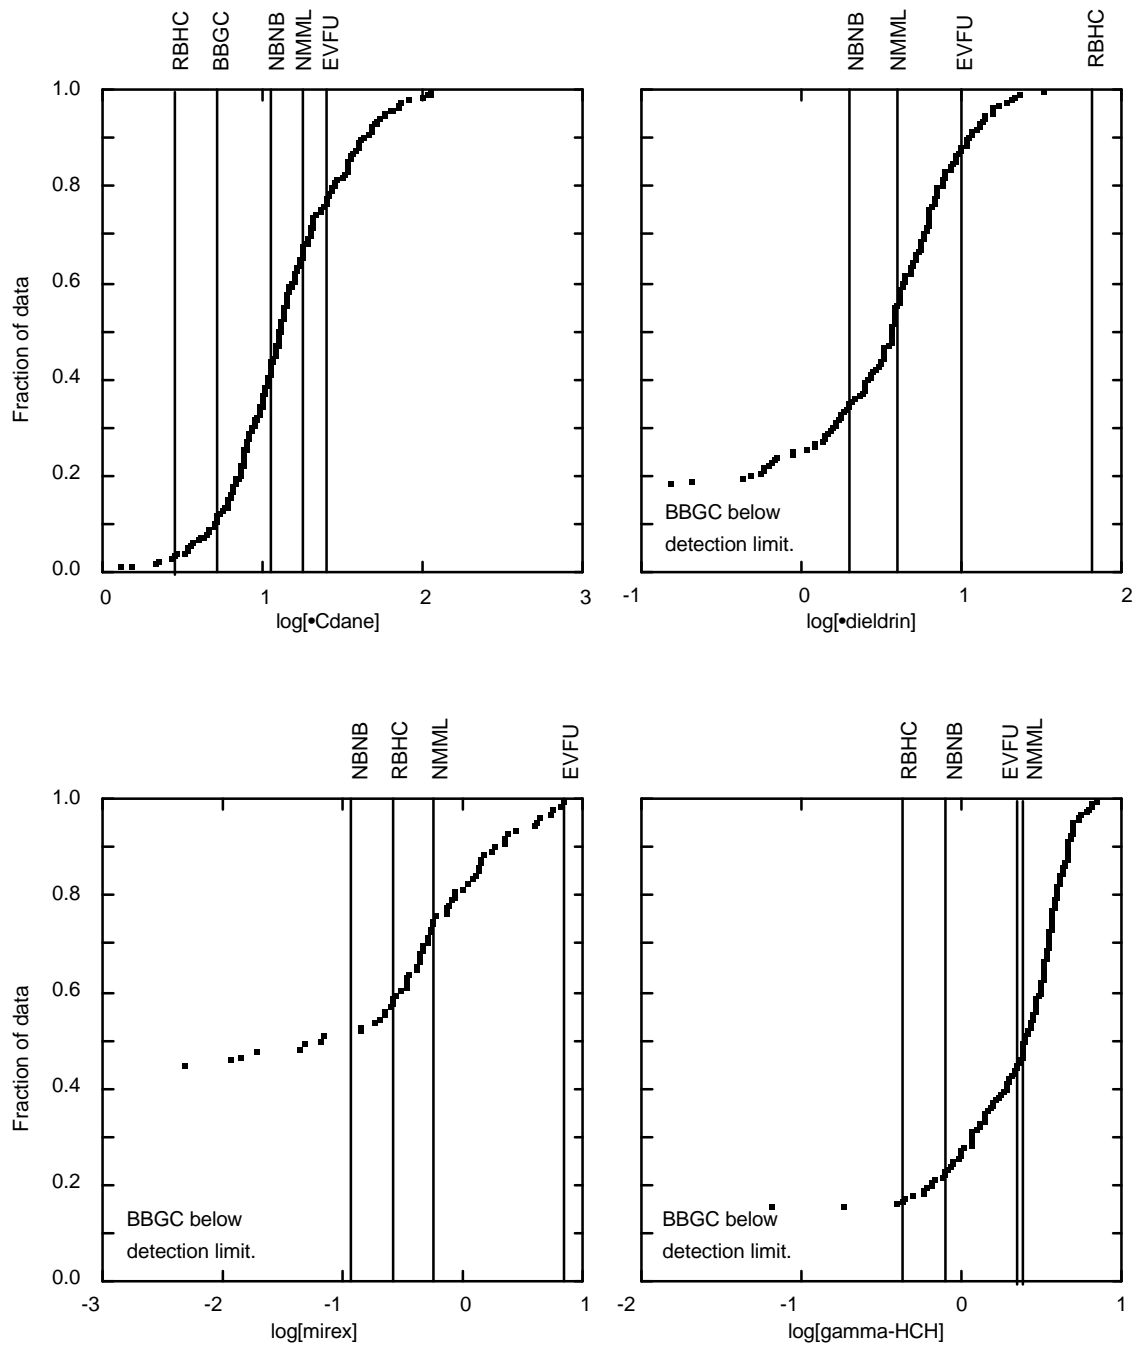 RBHC BBGC NBNB NMML EVFU
1.0
0.8
0.6
0.4
0.2
0.0
Fraction of data
0 1 2 3
log[•Cdane]
NBNB NMML EVFU RBHC
BBGC below
detection limit.
-1 0 1 2
log[•dieldrin]
NBNB RBHC NMML EVFU
1.0
0.8
0.6
0.4
0.2
0.0
Fraction of data
BBGC below
detection limit.
-3 -2 -1 0 1
log[mirex]
RBHC NBNB EVFU NMML
BBGC below
detection limit.
-2 -1 0 1
log[gamma-HCH]